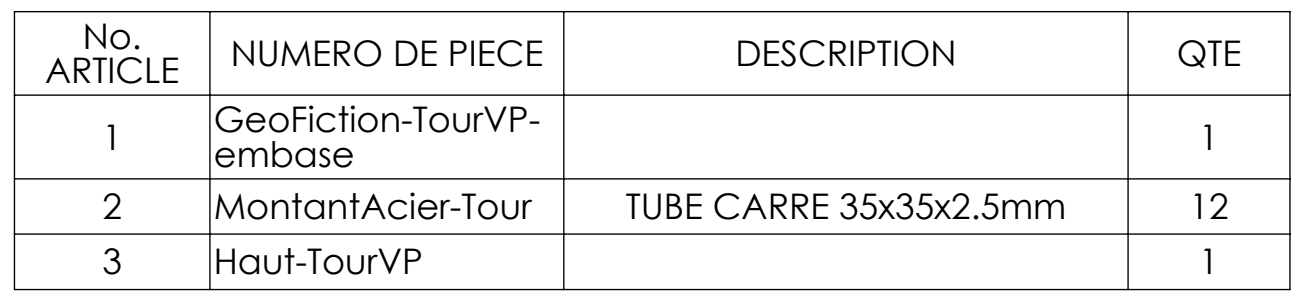 No. ARTICLE NUMERO DE PIECE DESCRIPTION QTE
1 GeoFiction-TourVP-embase 1
2 MontantAcier-Tour TUBE CARRE 35x35x2.5mm 12
3 Haut-TourVP 1